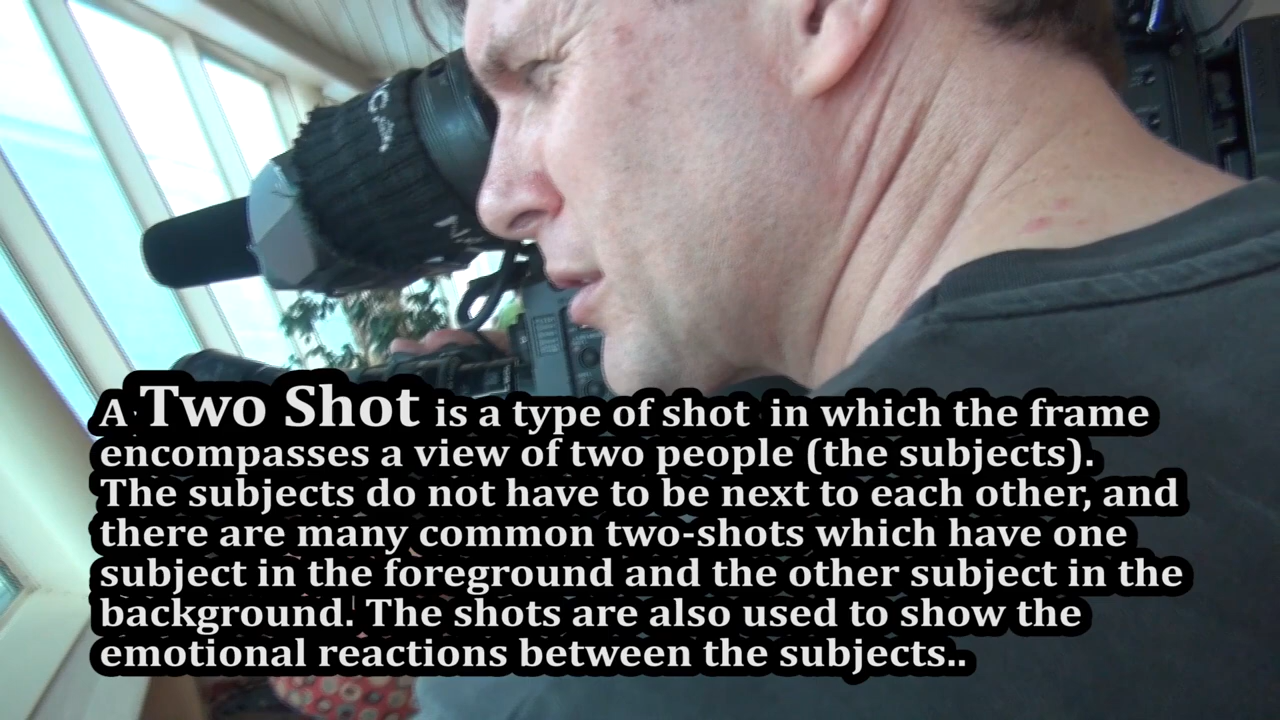 A Two Shot is a type of shot in which the frame
encompasses a view of two people (the subjects).
The subjects do not have to be next to each other, and
there are many common two-shots which have one
subject in the foreground and the other subject in the
background. The shots are also used to show the
emotional reactions between the subjects..